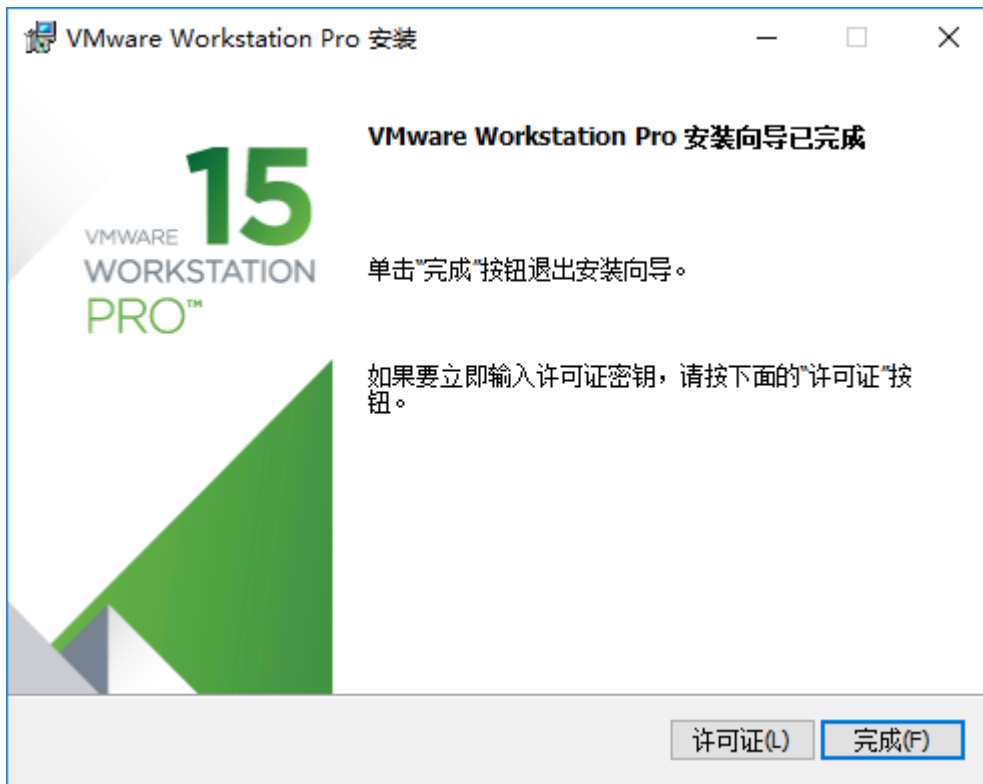 VMware Workstation Pro 安装
VMware Workstation Pro 安装向导已完成
15
VMWARE
WORKSTATION
PRO™
单击"完成"按钮退出安装向导。
如果要立即输入许可证密钥，请按下面的"许可证"按
钮。
许可证(L)
完成(F)